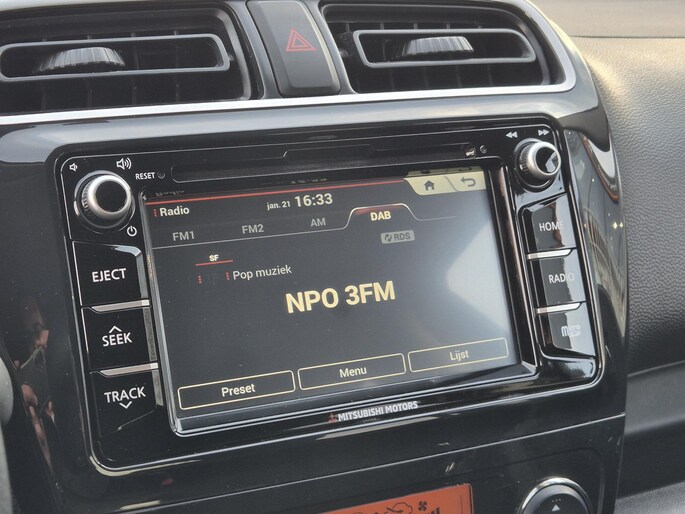 RESET
Radio
jan. 21 16:33
FM1 FM2 AM DAB
RDS
SF
Pop muziek
NPO 3FM
Preset Menu Lijst
EJECT
SEEK
TRACK
HOME
RADIO
MITSUBISHI MOTORS